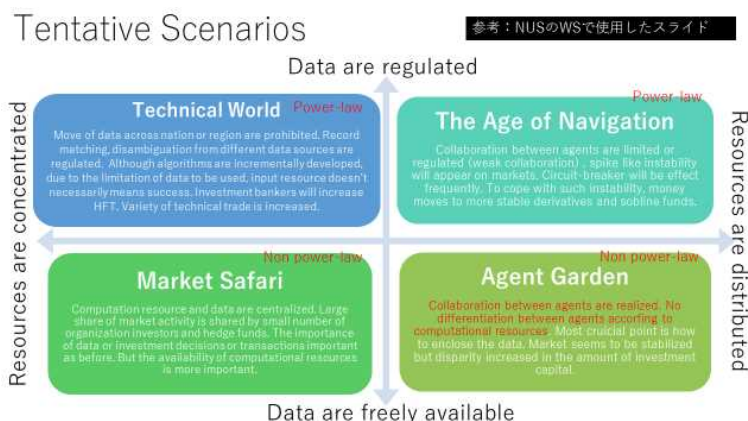 Tentative Scenarios
参考：NUSのWSで使用したスライド
Data are regulated
Resources are concentrated
Technical World
Power-law
Move of data across nation or region are prohibited. Record
matching, disambiguation from different data sources are
regulated. Although algorithms are incrementally developed,
due to the limitation of data to be used, input resource doesn't
necessarily means success. Investment bankers will increase
HFT. Variety of technical trade is increased.
Power-law
The Age of Navigation
Collaboration between agents are limited or
regulated (weak collaboration) , spike like instability
will appear on markets. Circuit-breaker will be effect
frequently. To cope with such instability, money
moves to more stable derivatives and sobline funds.
Resources are distributed
Non power-law
Market Safari
Computation resource and data are centralized. Large
share of market activity is shared by small number of
organization investors and hedge funds. The importance
of data or investment decisions or transactions important
as before. But the availability of computational resources
is more important.
Non power-law
Agent Garden
Collaboration between agents are realized. No
differentiation between agents according to
computational resources. Most cruicial point is how
to enclose the data. Market seems to be stabilized
but disparity increased in the amount of investment
capital.
Data are freely available